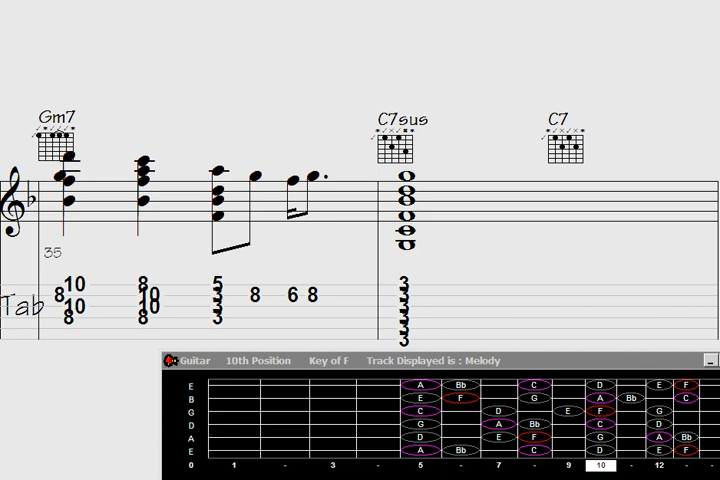 Gm7 C7sus C7
35
10 8 5 3
8 10 3 8 6 8 3
10 10 3 3
8 8 3 3
3
3
Tab
Guitar 10th Position Key of F Track Displayed is : Melody
E A Bb C D E F
B E F G A Bb C
G C D E F G
D G A Bb C D
A D E F G A Bb
E A Bb C D E F
0 1 - 3 - 5 - 7 - 9 10 - 12 - -